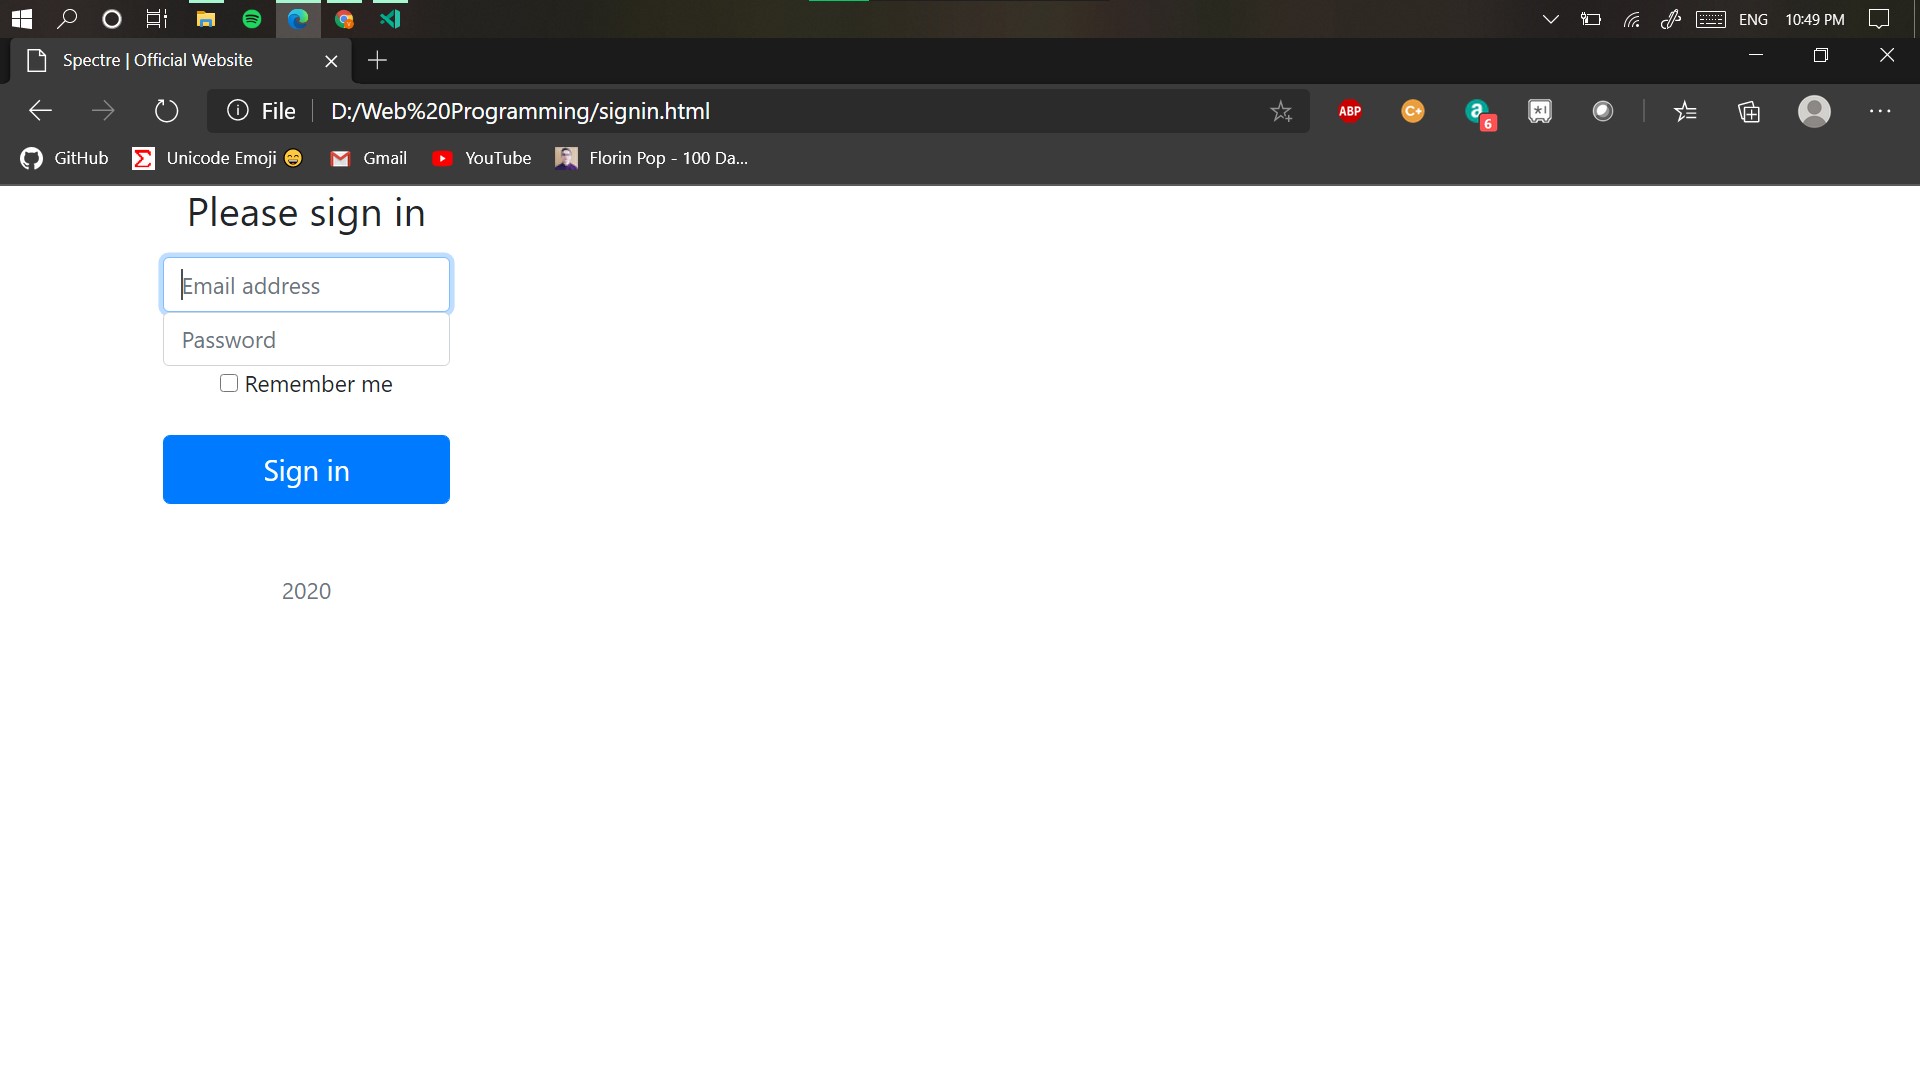 ENG 10:49 PM
Spectre | Official Website
File D:/Web%20Programming/signin.html ABP C+ a 6 *!
GitHub Unicode Emoji 😄 Gmail YouTube Florin Pop - 100 Da...
Please sign in
Email address
Password
Remember me
Sign in
2020